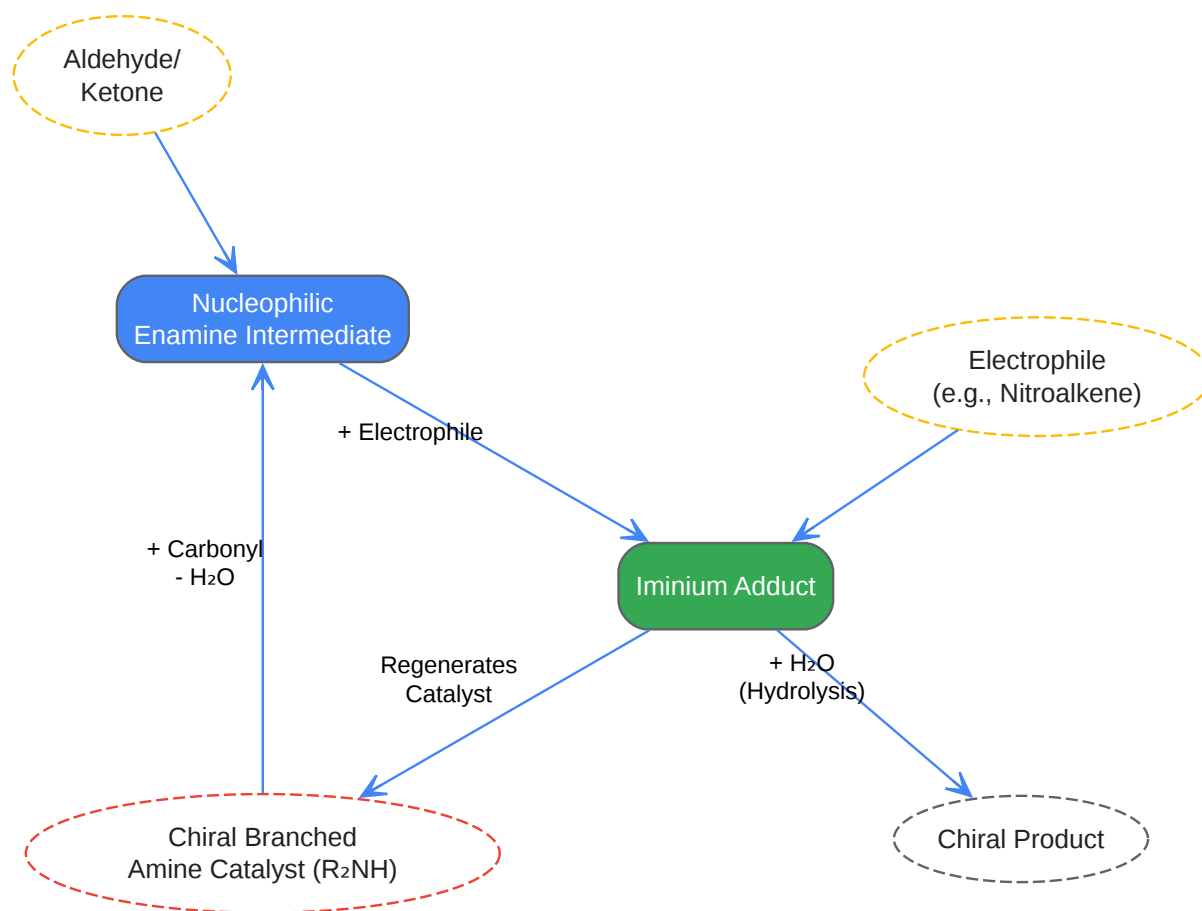 Aldehyde/
Ketone
Nucleophilic
Enamine Intermediate
Electrophile
(e.g., Nitroalkene)
+ Electrophile
+ Carbonyl
- H₂O
Iminium Adduct
Regenerates
Catalyst
+ H₂O
(Hydrolysis)
Chiral Branched
Amine Catalyst (R₂NH)
Chiral Product